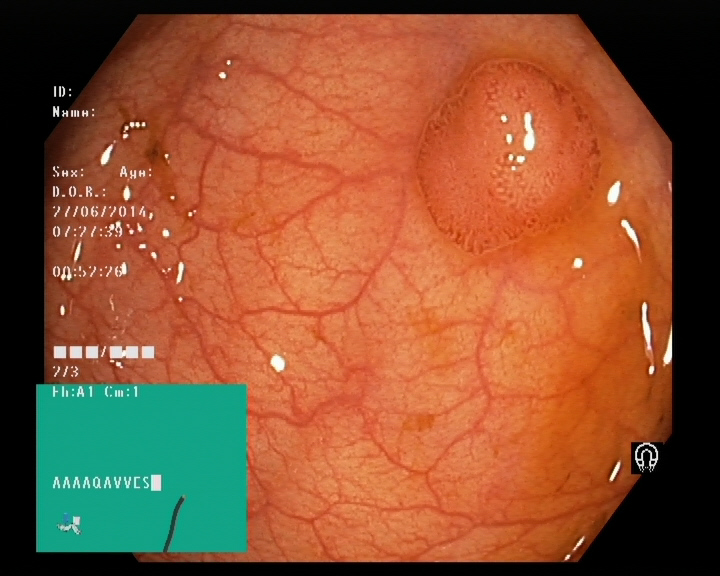 ID:
Name:
Sex: Age:
D.O.B.:
27/06/2014
07:27:39
00:52:26
2/3
Eh:A1 Cm:1
AAAAQAVVES